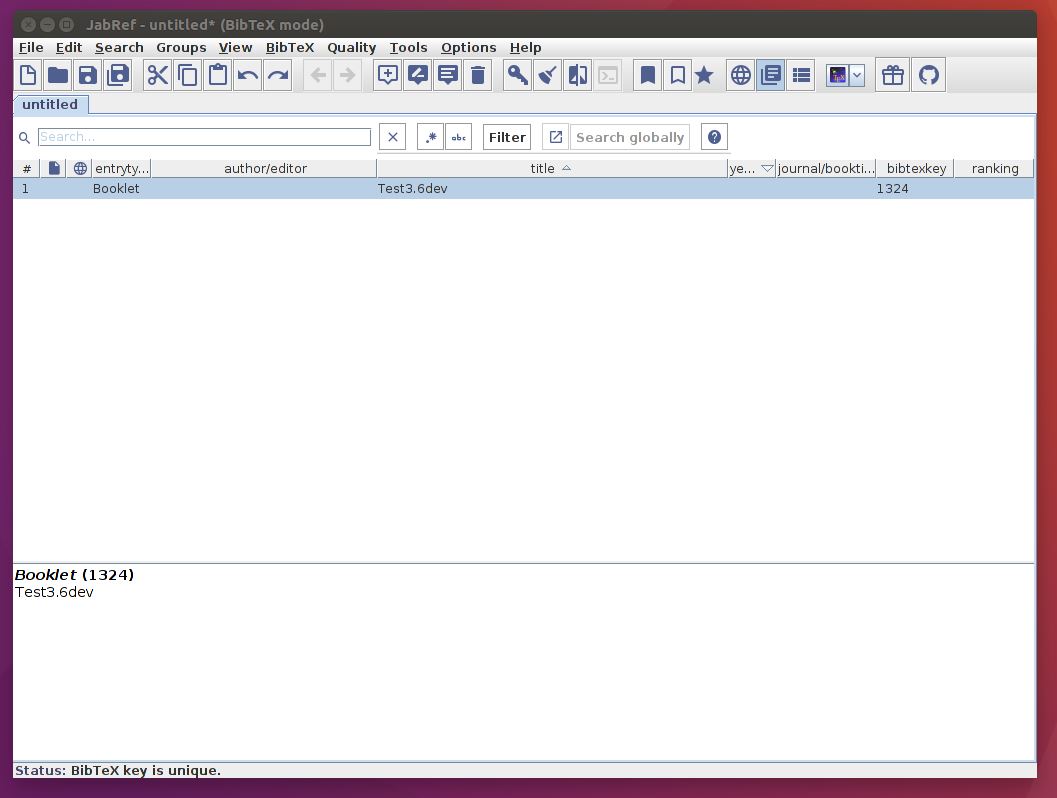 JabRef - untitled* (BibTeX mode)
File Edit Search Groups View BibTeX Quality Tools Options Help
untitled
Search... .* abc Filter Search globally ?
# entryty... author/editor title ye... journal/bookti... bibtexkey ranking
1 Booklet Test3.6dev 1324
Booklet (1324)
Test3.6dev
Status: BibTeX key is unique.